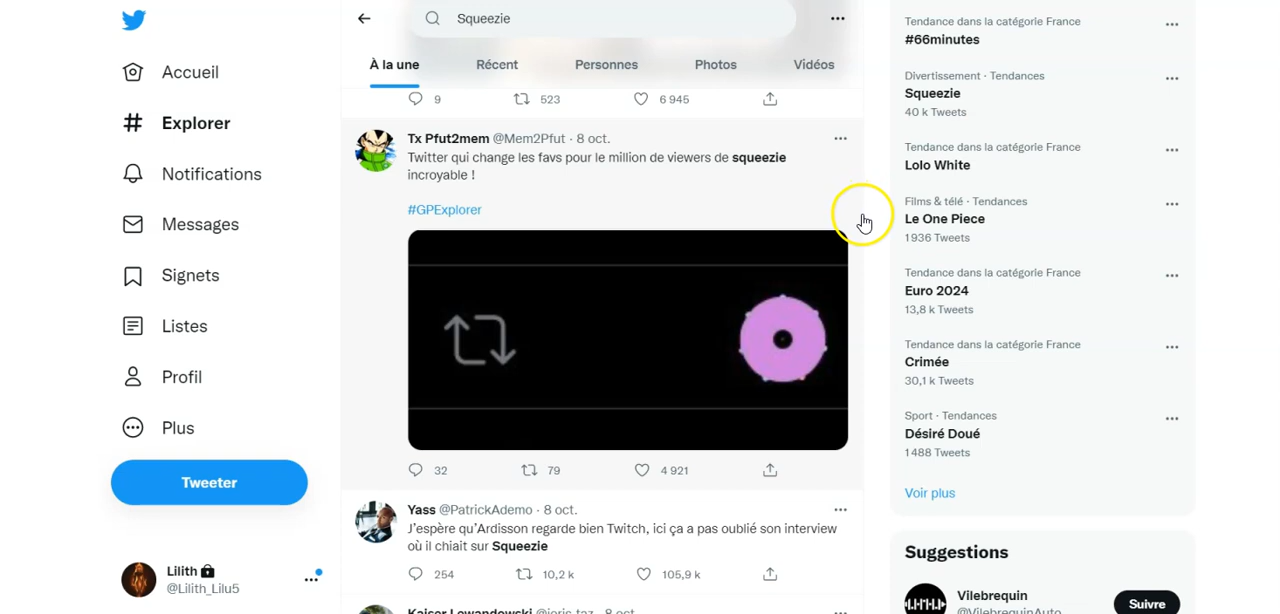 Squeezie
À la une
Récent
Personnes
Photos
Vidéos
Accueil
Explorer
Notifications
Messages
Signets
Listes
Profil
Plus
Tweeter
Lilith
@Lilith_Lilu5
9
523
6 945
Tx Pfut2mem @Mem2Pfut · 8 oct.
Twitter qui change les favs pour le million de viewers de squeezie
incroyable !
#GPExplorer
32
79
4 921
Yass @PatrickAdemo · 8 oct.
J'espère qu'Ardisson regarde bien Twitch, ici ça a pas oublié son interview
où il chiait sur Squeezie
254
10,2 k
105,9 k
Kaiser Lewandowski @joris_taz · 8 oct.
Tendance dans la catégorie France
#66minutes
Divertissement · Tendances
Squeezie
40 k Tweets
Tendance dans la catégorie France
Lolo White
Films & télé · Tendances
Le One Piece
1 936 Tweets
Tendance dans la catégorie France
Euro 2024
13,8 k Tweets
Tendance dans la catégorie France
Crimée
30,1 k Tweets
Sport · Tendances
Désiré Doué
1 488 Tweets
Voir plus
Suggestions
Vilebrequin
@VilebrequinAuto
Suivre